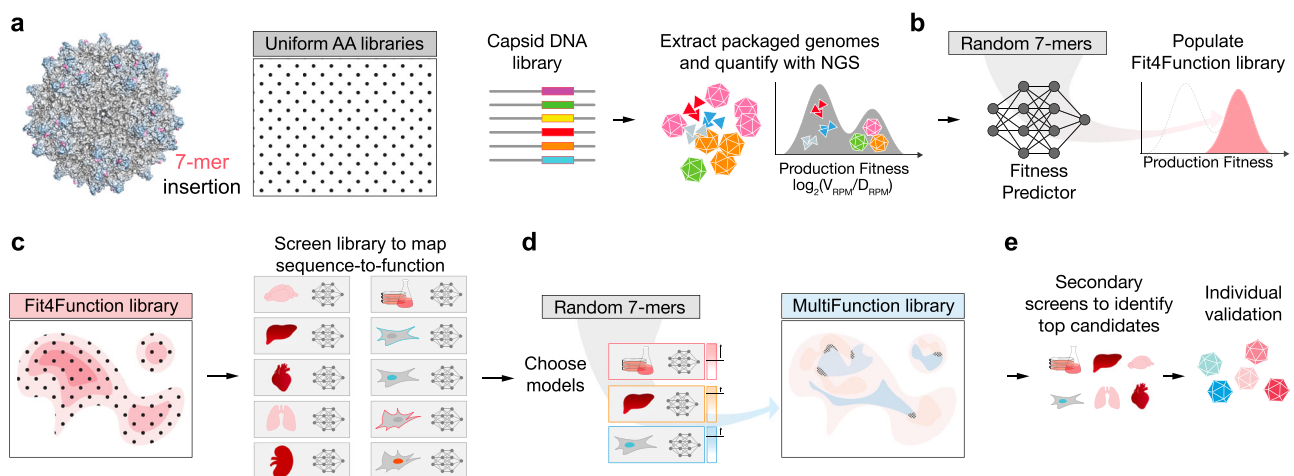 a
7-mer
insertion
Uniform AA libraries
Capsid DNA
library
Extract packaged genomes
and quantify with NGS
Production Fitness
log2(VRPM/DRPM)
b
Random 7-mers
Fitness
Predictor
Populate
Fit4Function library
Production Fitness
c
Fit4Function library
Screen library to map
sequence-to-function
d
Random 7-mers
Choose
models
t
t
t
MultiFunction library
e
Secondary
screens to identify
top candidates
Individual
validation